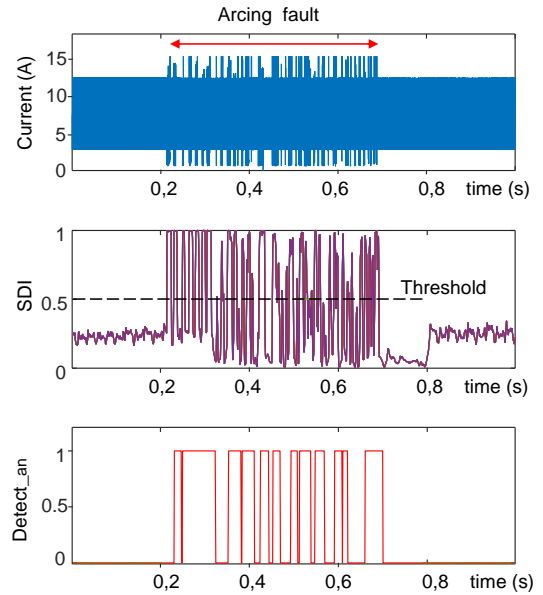 Arcing fault
Current (A)
15
10
5
0
0,2
0,4
0,6
0,8
time (s)
SDI
1
0.5
0
Threshold
0,2
0,4
0,6
0,8
time (s)
Detect_an
1
0.5
0
0,2
0,4
0,6
0,8
time (s)